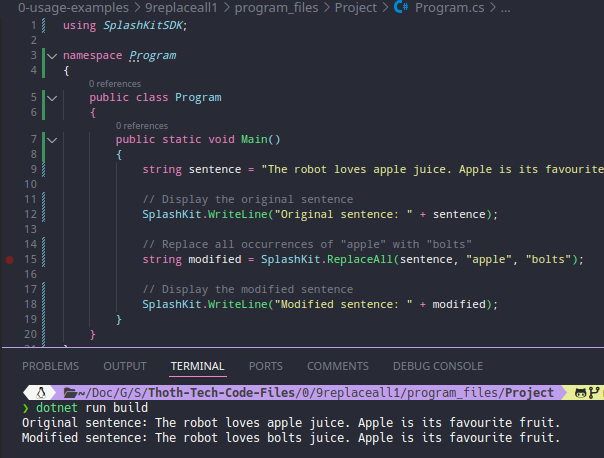 0-usage-examples > 9replaceall1 > program_files > Project > C# Program.cs > ...
1 using SplashKitSDK;
2
3 namespace Program
4 {
0 references
5 public class Program
6 {
0 references
7 public static void Main()
8 {
9 string sentence = "The robot loves apple juice. Apple is its favourite
10
11 // Display the original sentence
12 SplashKit.WriteLine("Original sentence: " + sentence);
13
14 // Replace all occurrences of "apple" with "bolts"
15 string modified = SplashKit.ReplaceAll(sentence, "apple", "bolts");
16
17 // Display the modified sentence
18 SplashKit.WriteLine("Modified sentence: " + modified);
19 }
20 }
PROBLEMS OUTPUT TERMINAL PORTS COMMENTS DEBUG CONSOLE
~/Doc/G/S/Thoth-Tech-Code-Files/0/9replaceall1/program_files/Project
❯ dotnet run build
Original sentence: The robot loves apple juice. Apple is its favourite fruit.
Modified sentence: The robot loves bolts juice. Apple is its favourite fruit.